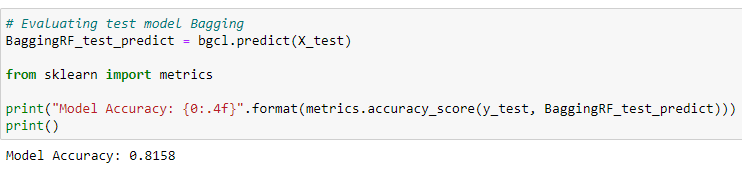 # Evaluating test model Bagging
BaggingRF_test_predict = bgcl.predict(X_test)
from sklearn import metrics
print("Model Accuracy: {0:.4f}".format(metrics.accuracy_score(y_test, BaggingRF_test_predict)))
print()
Model Accuracy: 0.8158